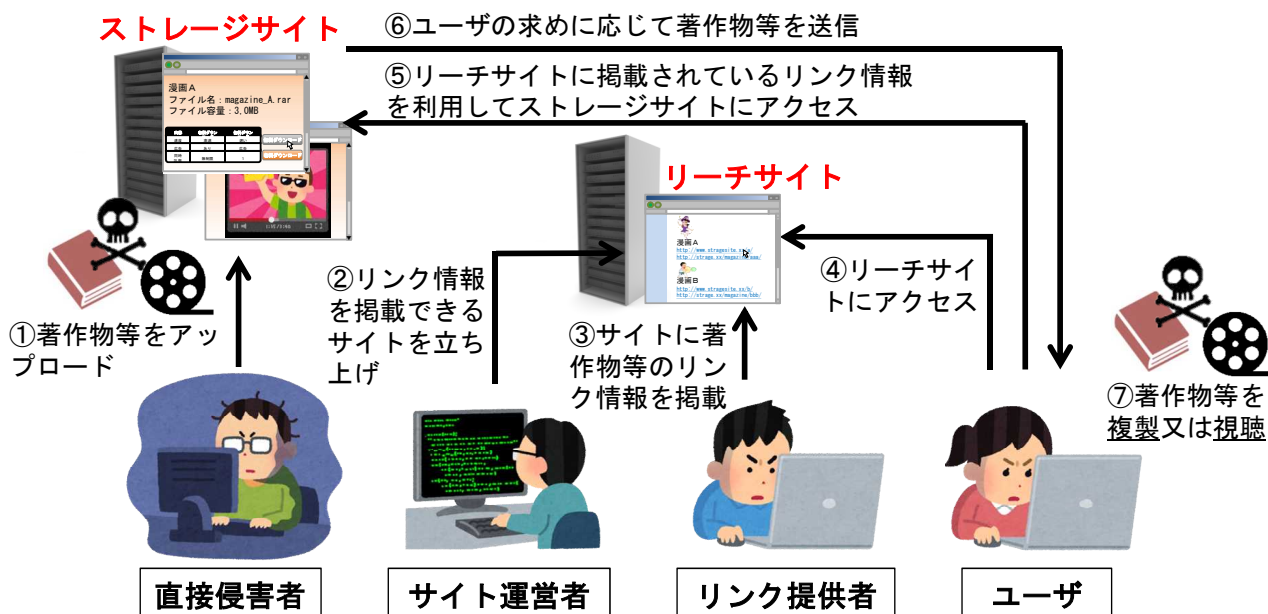 ストレージサイト
⑥ユーザの求めに応じて著作物等を送信
⑤リーチサイトに掲載されているリンク情報
を利用してストレージサイトにアクセス
漫画A
ファイル名:magazine_A.rar
ファイル容量:3.0MB
リーチサイト
漫画A
漫画B
http://www.stragesite.xx/b/
http://strage.xx/magazine/bbb/
②リンク情報
を掲載できる
サイトを立ち
上げ
④リーチサイ
トにアクセス
①著作物等をアッ
プロード
③サイトに著
作物等のリン
ク情報を掲載
⑦著作物等を
複製又は視聴
直接侵害者
サイト運営者
リンク提供者
ユーザ